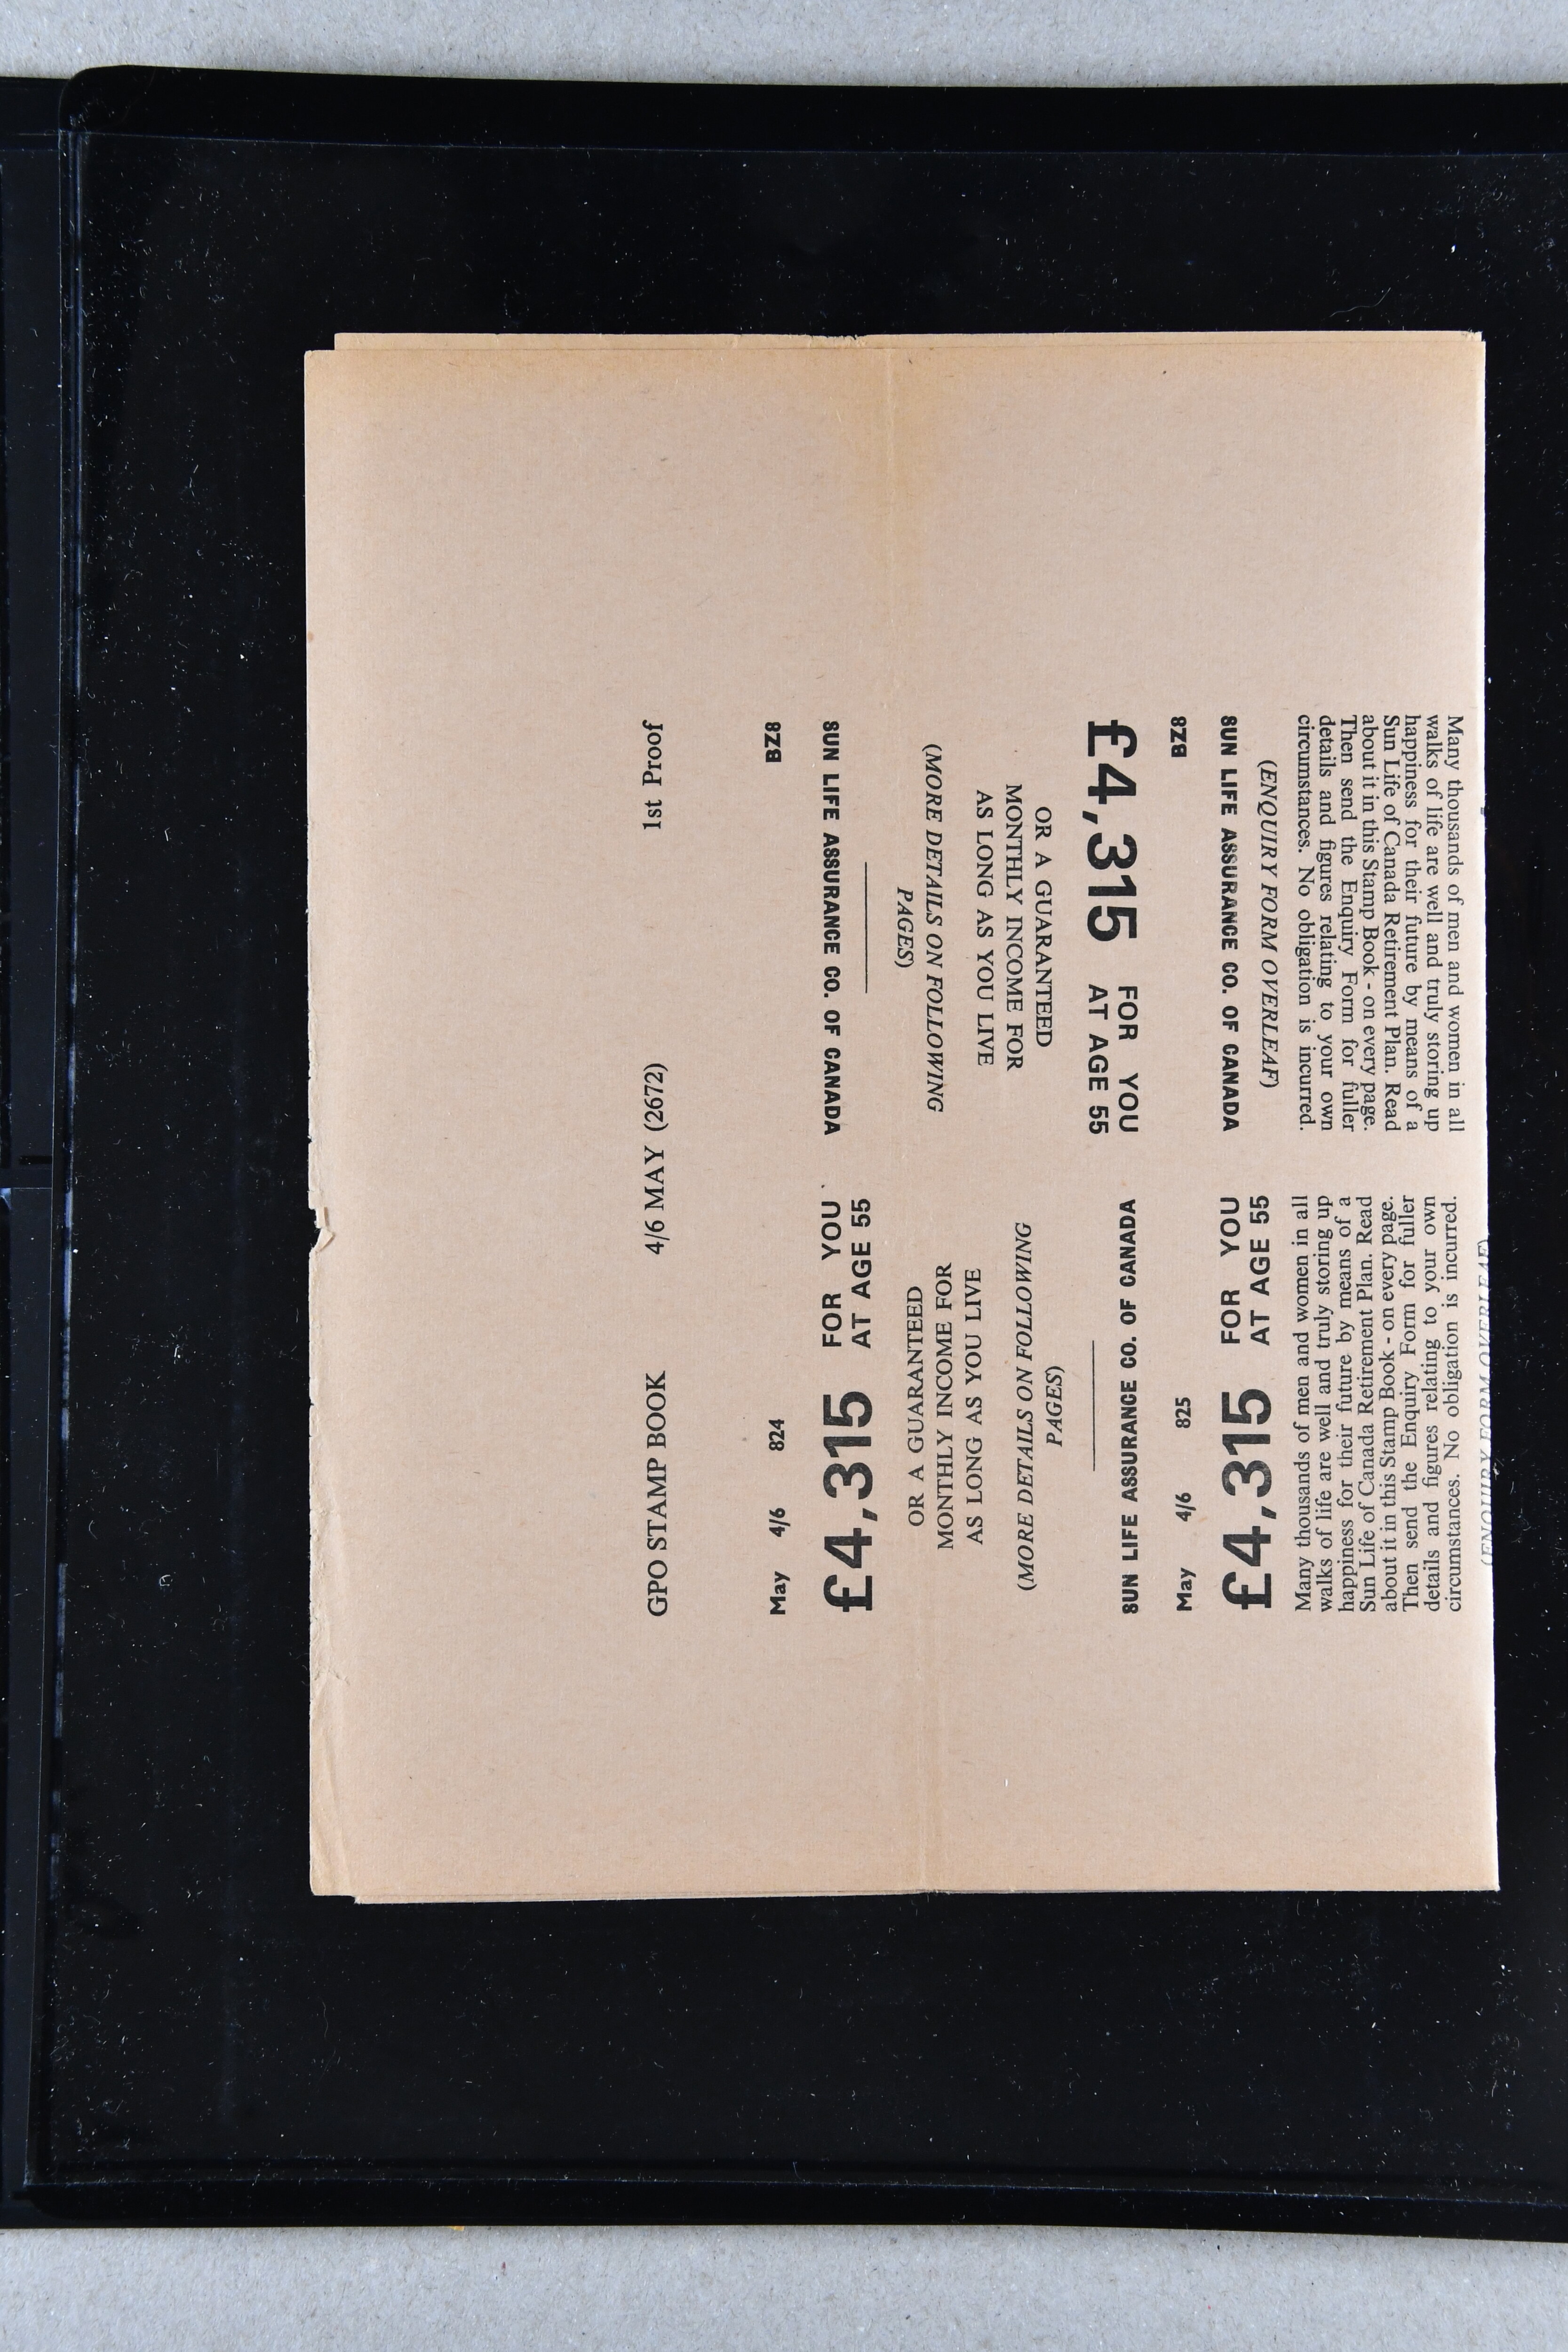 GPO STAMP BOOK 4/6 MAY (2672) 1st Proof
May 4/6 824 BZ8
£4,315 FOR YOU
AT AGE 55
OR A GUARANTEED
MONTHLY INCOME FOR
AS LONG AS YOU LIVE
(MORE DETAILS ON FOLLOWING
PAGES)
SUN LIFE ASSURANCE CO. OF CANADA
May 4/6 825 BZ8
£4,315 FOR YOU
AT AGE 55
Many thousands of men and women in all
walks of life are well and truly storing up
happiness for their future by means of a
Sun Life of Canada Retirement Plan. Read
about it in this Stamp Book - on every page.
Then send the Enquiry Form for fuller
details and figures relating to your own
circumstances. No obligation is incurred.
(ENQUIRY FORM OVERLEAF)
Many thousands of men and women in all
walks of life are well and truly storing up
happiness for their future by means of a
Sun Life of Canada Retirement Plan. Read
about it in this Stamp Book - on every page.
Then send the Enquiry Form for fuller
details and figures relating to your own
circumstances. No obligation is incurred.
(ENQUIRY FORM OVERLEAF)
SUN LIFE ASSURANCE CO. OF CANADA
£4,315 FOR YOU
AT AGE 55
OR A GUARANTEED
MONTHLY INCOME FOR
AS LONG AS YOU LIVE
(MORE DETAILS ON FOLLOWING
PAGES)
SUN LIFE ASSURANCE CO. OF CANADA